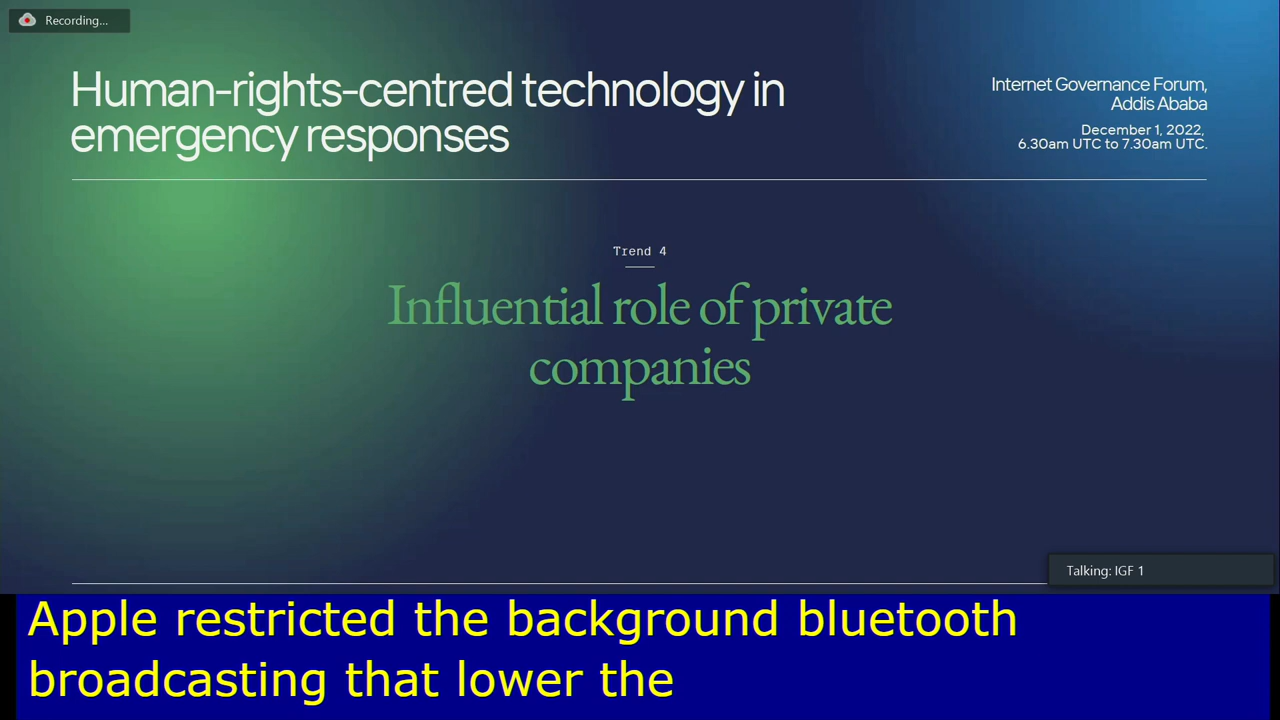 Recording...
Human-rights-centred technology in
emergency responses
Internet Governance Forum,
Addis Ababa
December 1, 2022,
6.30am UTC to 7.30am UTC.
Trend 4
Influential role of private
companies
Talking: IGF 1
Apple restricted the background bluetooth
broadcasting that lower the